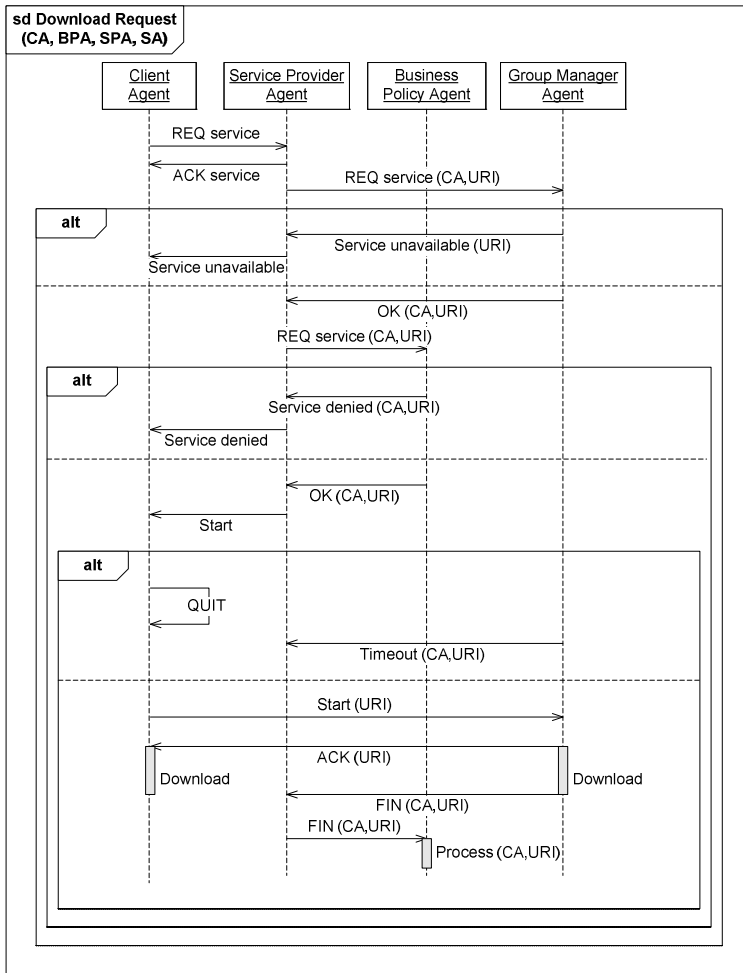 sd Download Request
(CA, BPA, SPA, SA)
Client
Agent
Service Provider
Agent
Business
Policy Agent
Group Manager
Agent
REQ service
ACK service
REQ service (CA,URI)
alt
Service unavailable (URI)
Service unavailable
OK (CA,URI)
REQ service (CA,URI)
alt
Service denied (CA,URI)
Service denied
OK (CA,URI)
Start
alt
QUIT
Timeout (CA,URI)
Start (URI)
ACK (URI)
Download
Download
FIN (CA,URI)
FIN (CA,URI)
Process (CA,URI)